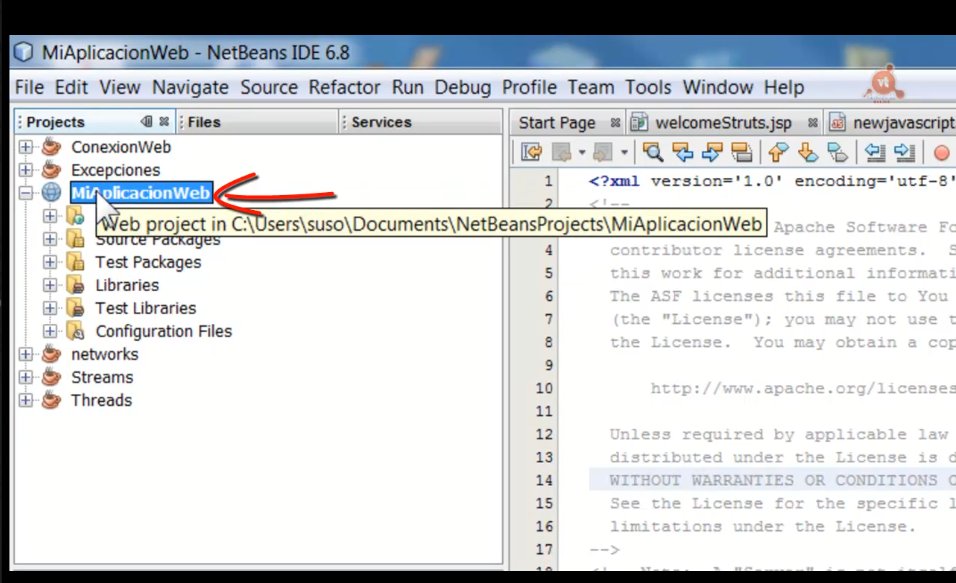 MiAplicacionWeb - NetBeans IDE 6.8
File Edit View Navigate Source Refactor Run Debug Profile Team Tools Window Help
Projects Files Services
Start Page welcomeStruts.jsp newjavascript
ConexionWeb
Excepciones
MiAplicacionWeb
Web project in C:\Users\suso\Documents\NetBeansProjects\MiAplicacionWeb
Source Packages
Test Packages
Libraries
Test Libraries
Configuration Files
networks
Streams
Threads
1 <?xml version='1.0' encoding='utf-8'
2 <!--
Apache Software Fo
4 contributor license agreements. S
5 this work for additional informati
6 The ASF licenses this file to You
7 (the "License"); you may not use t
8 the License. You may obtain a cop
9
10 http://www.apache.org/licenses
11
12 Unless required by applicable law
13 distributed under the License is d
14 WITHOUT WARRANTIES OR CONDITIONS O
15 See the License for the specific l
16 limitations under the License.
17 -->